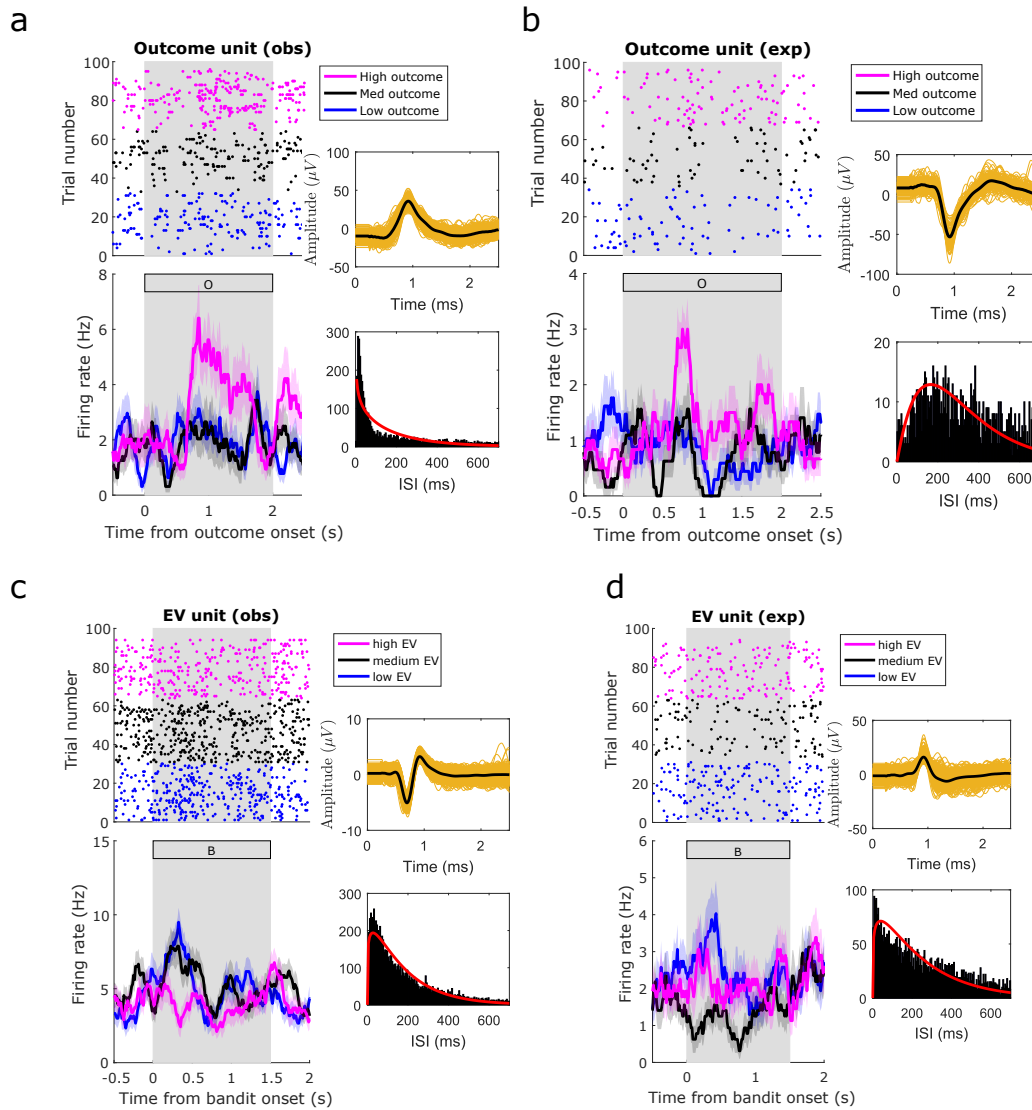 a
Outcome unit (obs)
100
80
60
40
20
0
Trial number
High outcome
Med outcome
Low outcome
100
50
0
-50
Amplitude (μV)
0 1 2
Time (ms)
8
6
4
2
0
Firing rate (Hz)
O
0 1 2
Time from outcome onset (s)
300
200
100
0
0 200 400 600
ISI (ms)
b
Outcome unit (exp)
100
80
60
40
20
0
Trial number
High outcome
Med outcome
Low outcome
50
0
-50
-100
Amplitude (μV)
0 1 2
Time (ms)
4
3
2
1
0
Firing rate (Hz)
O
-0.5 0 0.5 1 1.5 2 2.5
Time from outcome onset (s)
20
10
0
0 200 400 600
ISI (ms)
c
EV unit (obs)
100
80
60
40
20
0
Trial number
high EV
medium EV
low EV
10
0
-10
Amplitude (μV)
0 1 2
Time (ms)
15
10
5
0
Firing rate (Hz)
B
-0.5 0 0.5 1 1.5 2
Time from bandit onset (s)
300
200
100
0
0 200 400 600
ISI (ms)
d
EV unit (exp)
100
80
60
40
20
0
Trial number
high EV
medium EV
low EV
50
0
-50
Amplitude (μV)
0 1 2
Time (ms)
6
5
4
3
2
1
0
Firing rate (Hz)
B
0 1 2
Time from bandit onset (s)
100
50
0
0 200 400 600
ISI (ms)